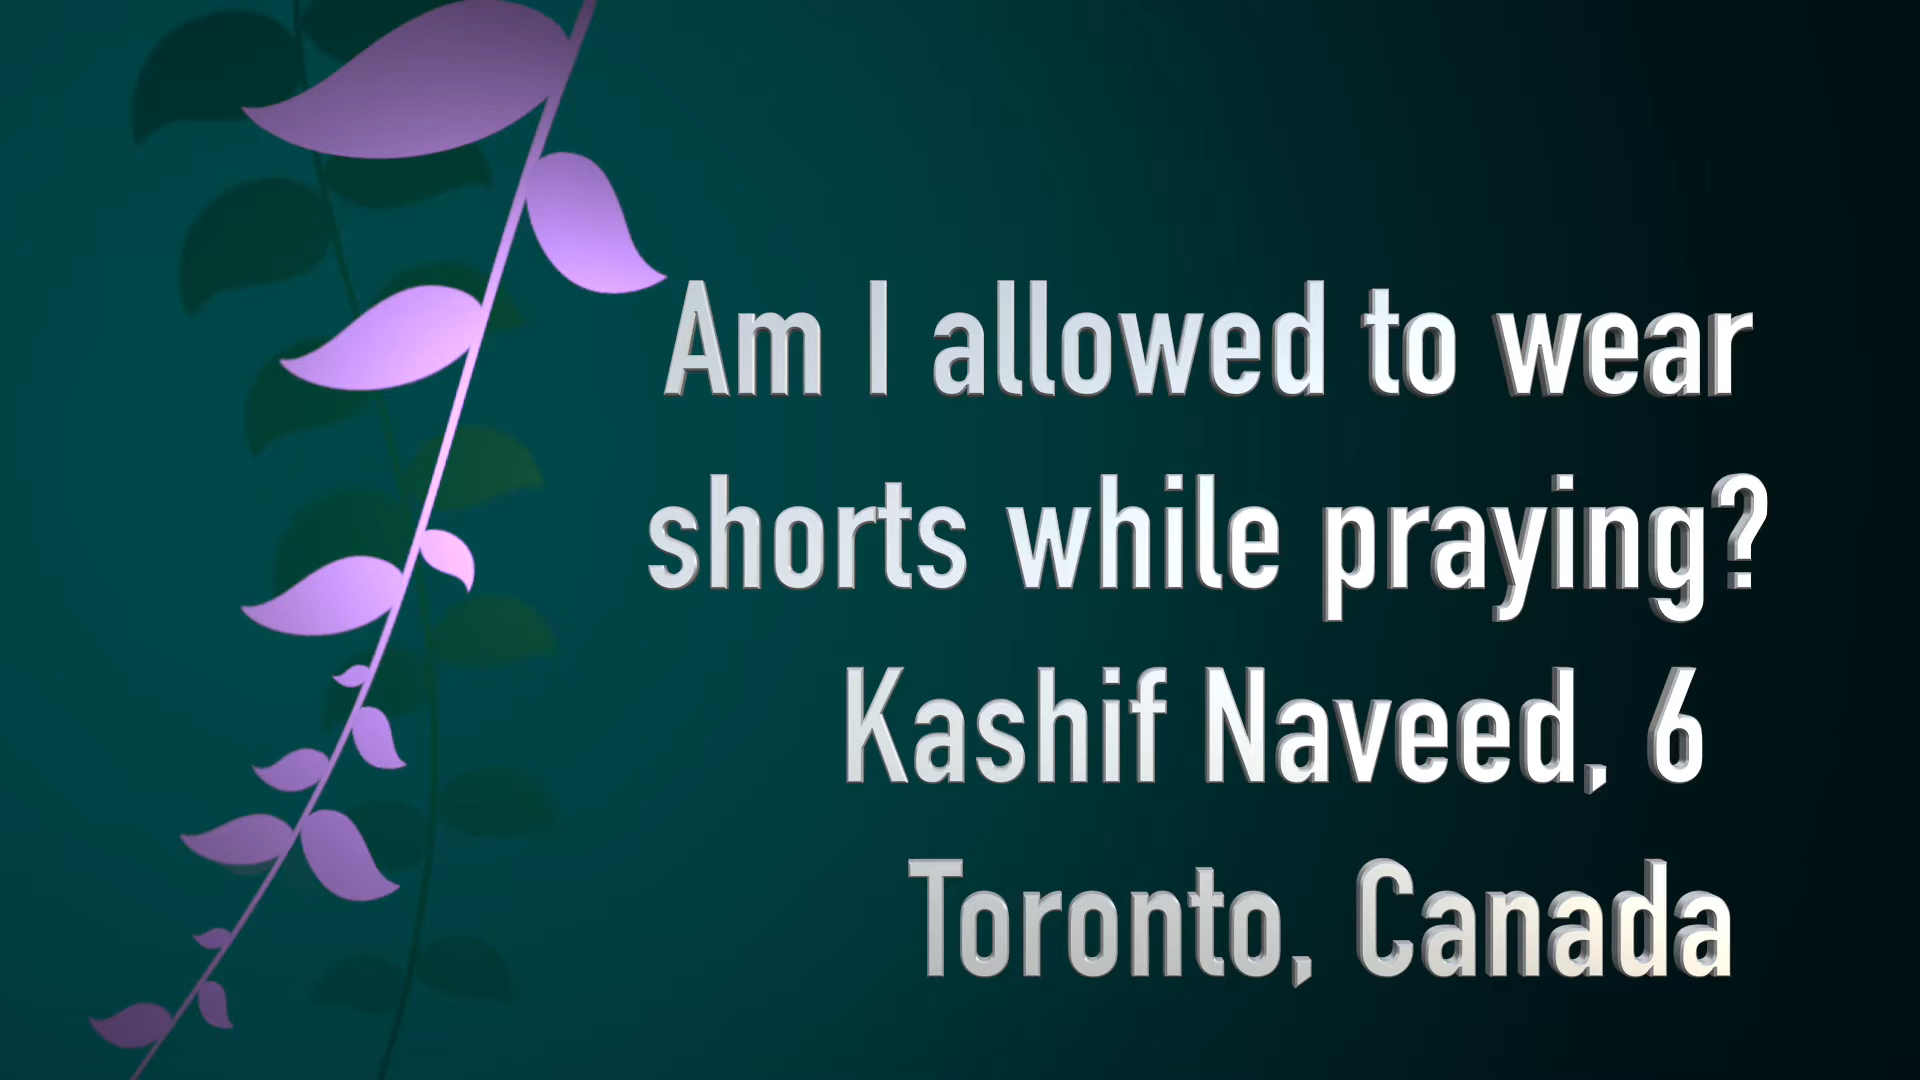 Am I allowed to wear
shorts while praying?
Kashif Naveed, 6
Toronto, Canada